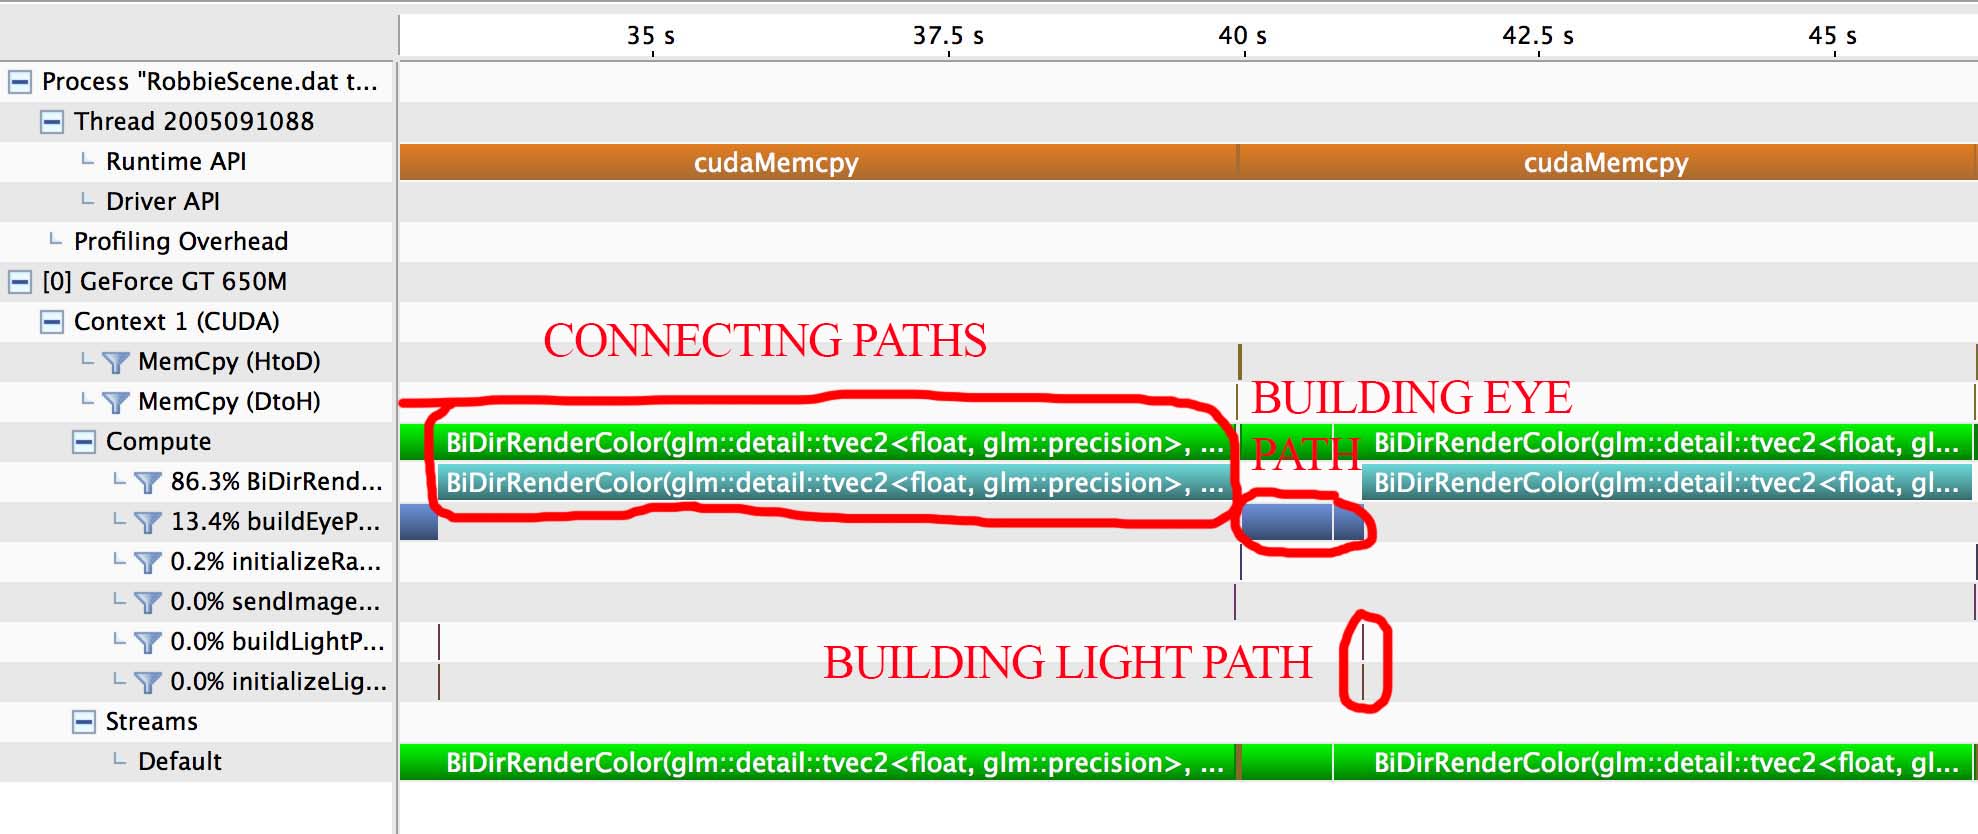 35 s 37.5 s 40 s 42.5 s 45 s
Process "RobbieScene.dat t...
Thread 2005091088
Runtime API cudaMemcpy cudaMemcpy
Driver API
Profiling Overhead
[0] GeForce GT 650M
Context 1 (CUDA)
CONNECTING PATHS
MemCpy (HtoD)
MemCpy (DtoH)
BUILDING EYE
PATH
Compute BiDirRenderColor(glm::detail::tvec2<float, glm::precision>, ... BiDirRenderColor(glm::detail::tvec2<float, gl...
86.3% BiDirRend... BiDirRenderColor(glm::detail::tvec2<float, glm::precision>, ... BiDirRenderColor(glm::detail::tvec2<float, gl...
13.4% buildEyeP...
0.2% initializeRa...
0.0% sendImage...
0.0% buildLightP...
BUILDING LIGHT PATH
0.0% initializeLig...
Streams
Default BiDirRenderColor(glm::detail::tvec2<float, glm::precision>, ... BiDirRenderColor(glm::detail::tvec2<float, gl...